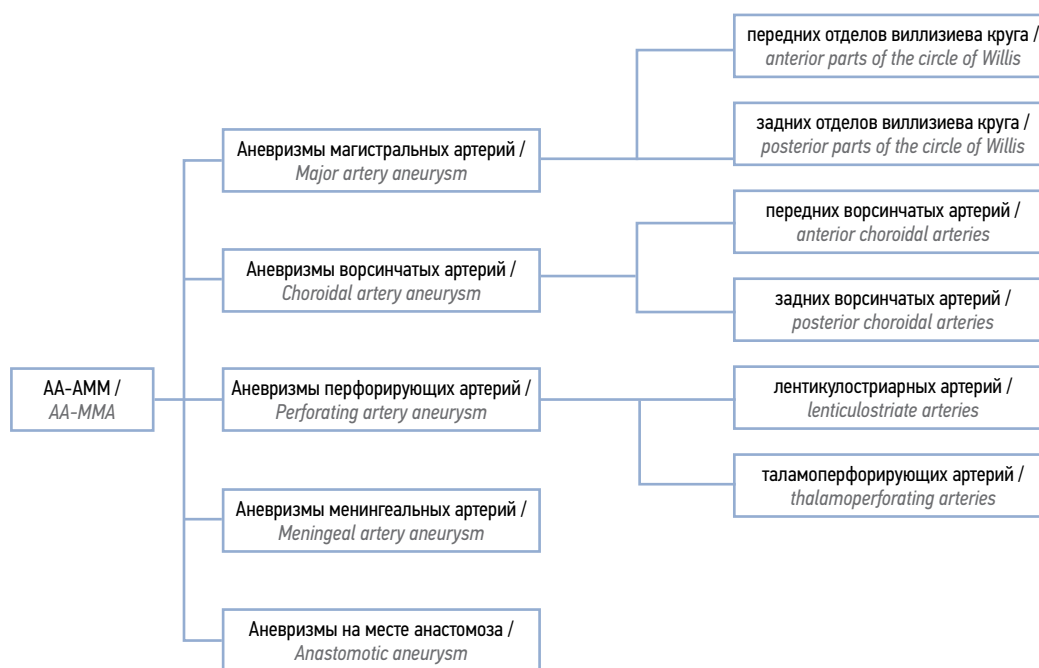 АА-АММ /
AA-MMA
Аневризмы магистральных артерий /
Major artery aneurysm
передних отделов виллизиева круга /
anterior parts of the circle of Willis
задних отделов виллизиева круга /
posterior parts of the circle of Willis
Аневризмы ворсинчатых артерий /
Choroidal artery aneurysm
передних ворсинчатых артерий /
anterior choroidal arteries
задних ворсинчатых артерий /
posterior choroidal arteries
Аневризмы перфорирующих артерий /
Perforating artery aneurysm
лентикулостриарных артерий /
lenticulostriate arteries
таламоперфорирующих артерий /
thalamoperforating arteries
Аневризмы менингеальных артерий /
Meningeal artery aneurysm
Аневризмы на месте анастомоза /
Anastomotic aneurysm